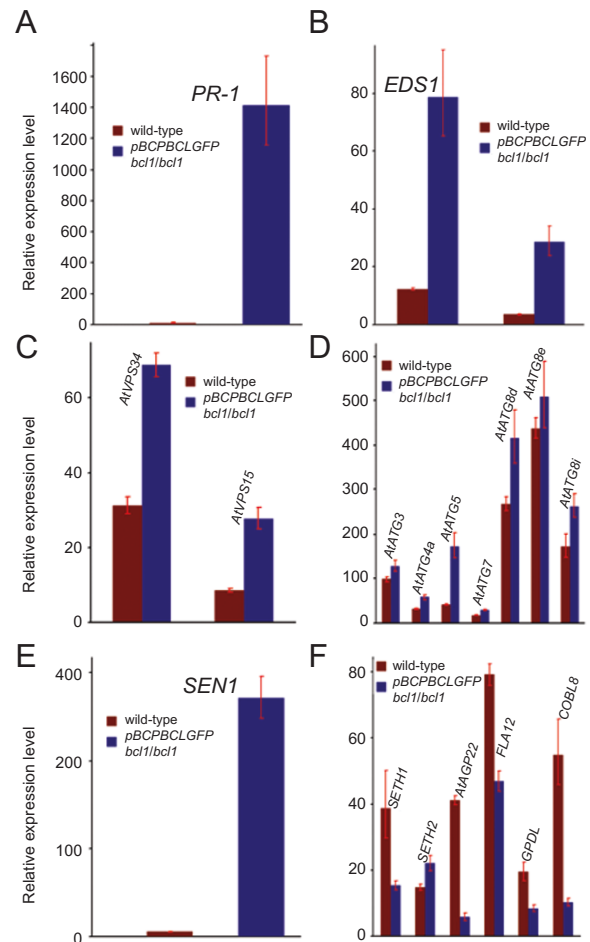 A
Relative expression level
1600
1400
1200
1000
800
600
400
200
0
PR-1
wild-type
pBCPBCLGFP
bcl1/bcl1
B
80
60
40
20
0
EDS1
wild-type
pBCPBCLGFP
bcl1/bcl1
C
Relative expression level
60
40
20
0
AtVPS34
AtVPS15
wild-type
pBCPBCLGFP
bcl1/bcl1
D
600
500
400
300
200
100
0
wild-type
pBCPBCLGFP
bcl1/bcl1
AtATG3
AtATG4a
AtATG5
AtATG7
AtATG8d
AtATG8e
AtATG8i
E
Relative expression level
400
200
100
0
SEN1
wild-type
pBCPBCLGFP
bcl1/bcl1
F
80
60
40
20
0
wild-type
pBCPBCLGFP
bcl1/bcl1
SETH1
SETH2
AtAGP22
FLA12
GPDL
COBL8